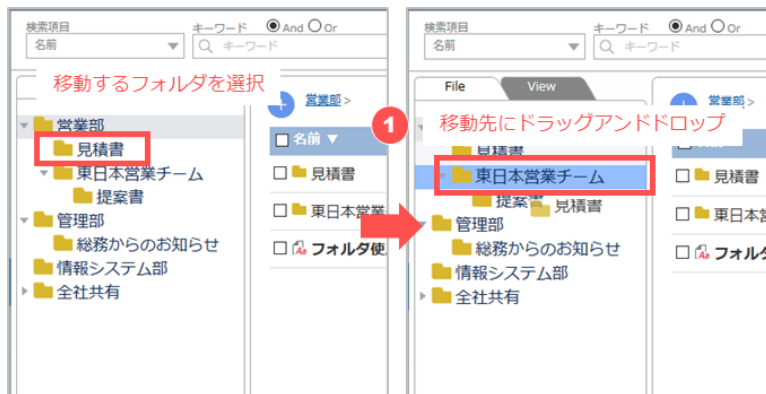 検索項目
キーワード
And
Or
名前
キーワード
移動するフォルダを選択
営業部>
営業部
見積書
東日本営業チーム
提案書
管理部
総務からのお知らせ
情報システム部
全社共有
名前
見積書
東日本営業
フォルダ使
1
検索項目
キーワード
And
Or
名前
キーワード
File
View
営業部>
移動先にドラッグアンドドロップ
見積書
東日本営業チーム
提案書
見積書
管理部
総務からのお知らせ
情報システム部
全社共有
見積書
東日本営
フォルダ